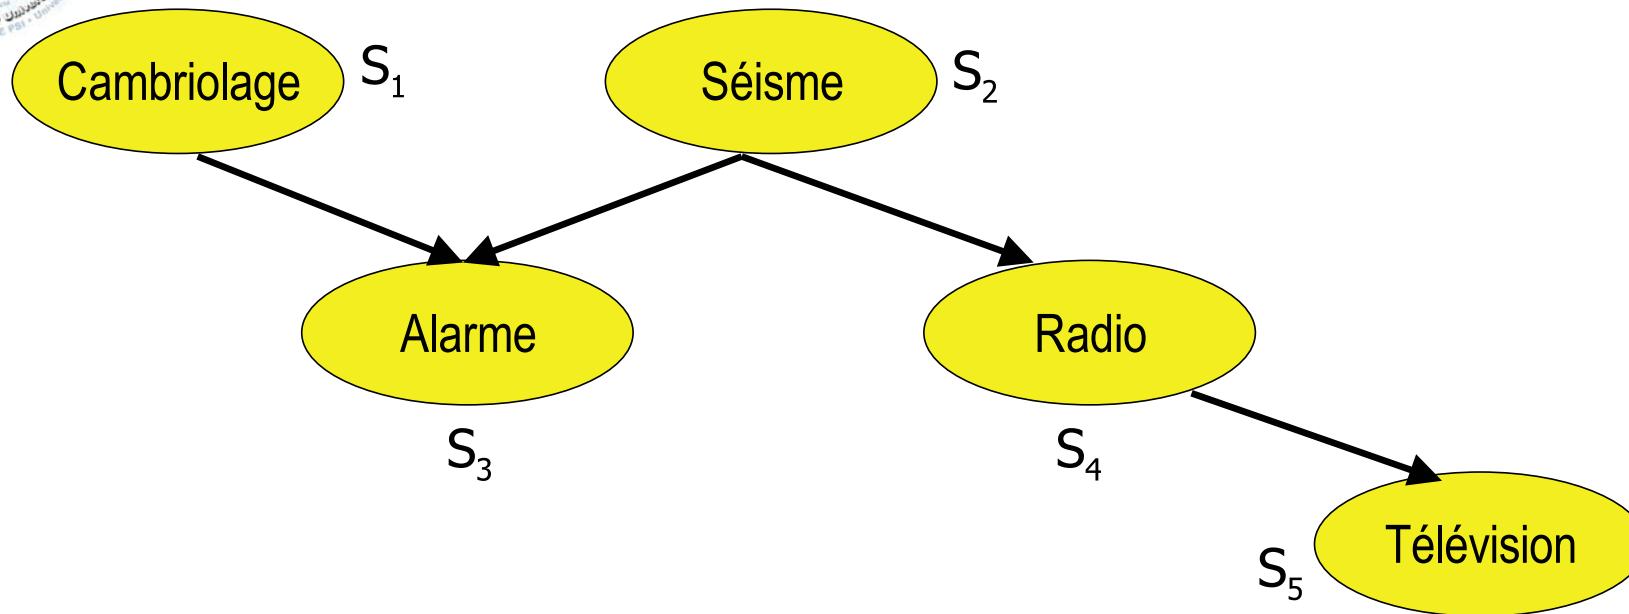 Cambriolage S₁ Séisme S₂
Alarme Radio
S₃ S₄
Télévision
S₅